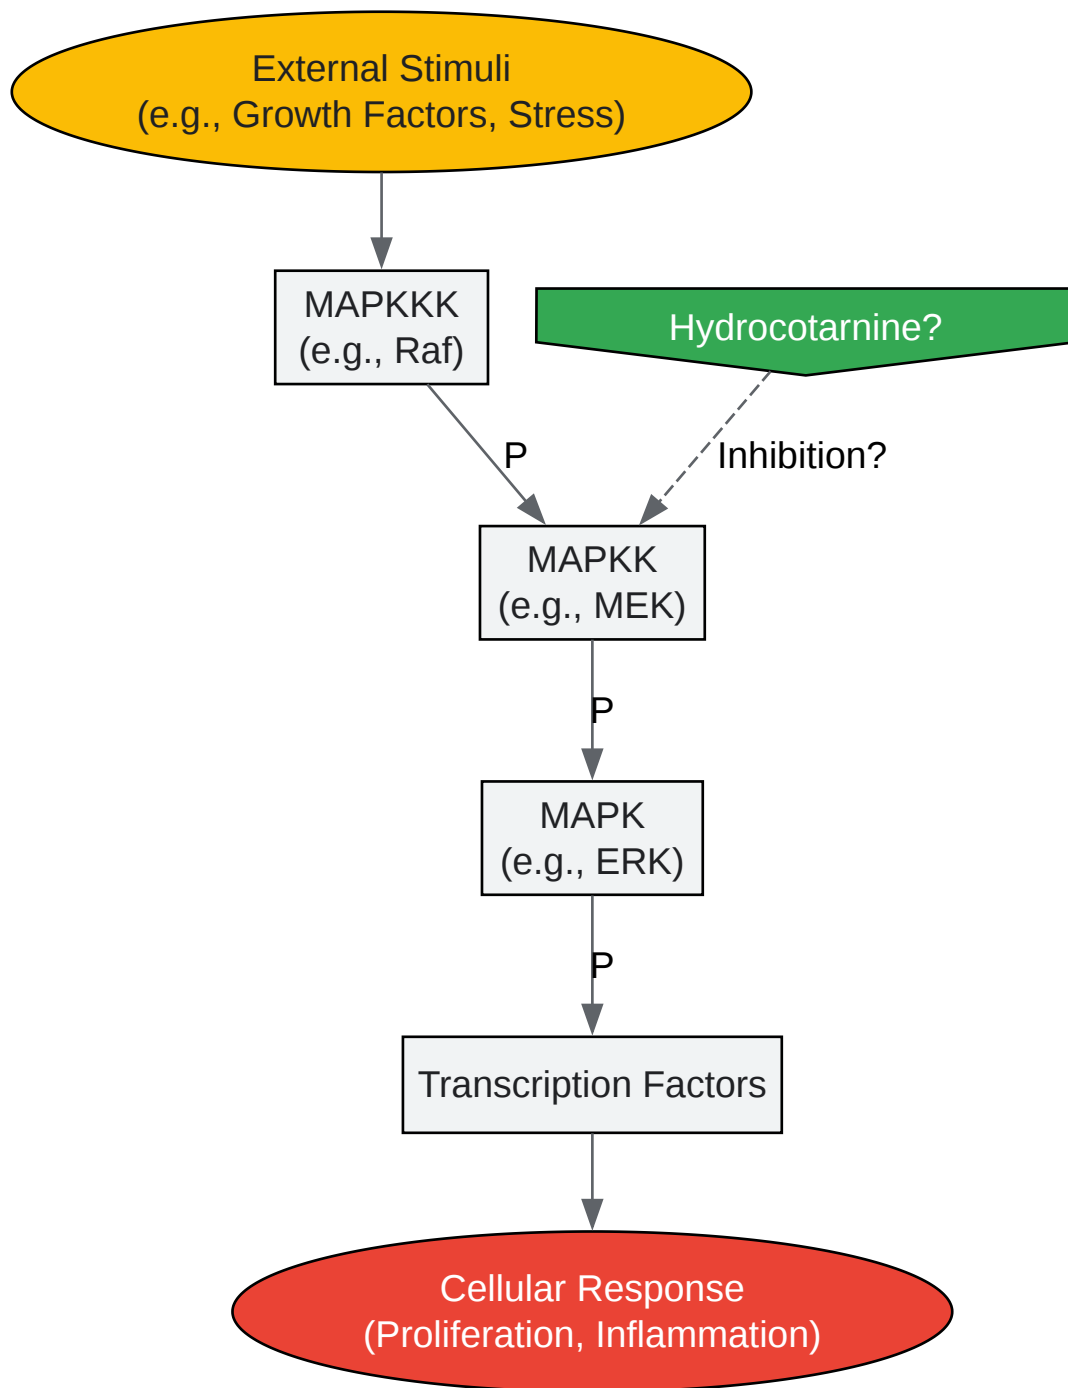 External Stimuli
(e.g., Growth Factors, Stress)
MAPKKK
(e.g., Raf)
Hydrocotarnine?
P
Inhibition?
MAPKK
(e.g., MEK)
P
MAPK
(e.g., ERK)
P
Transcription Factors
Cellular Response
(Proliferation, Inflammation)